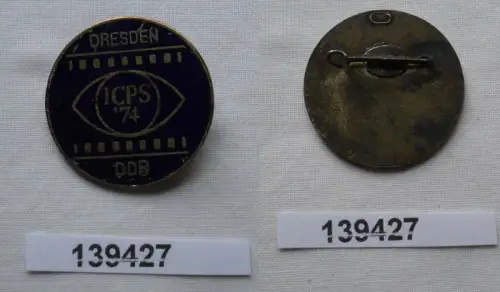 DRESDEN
ICPS
'74
DDR
139427
139427